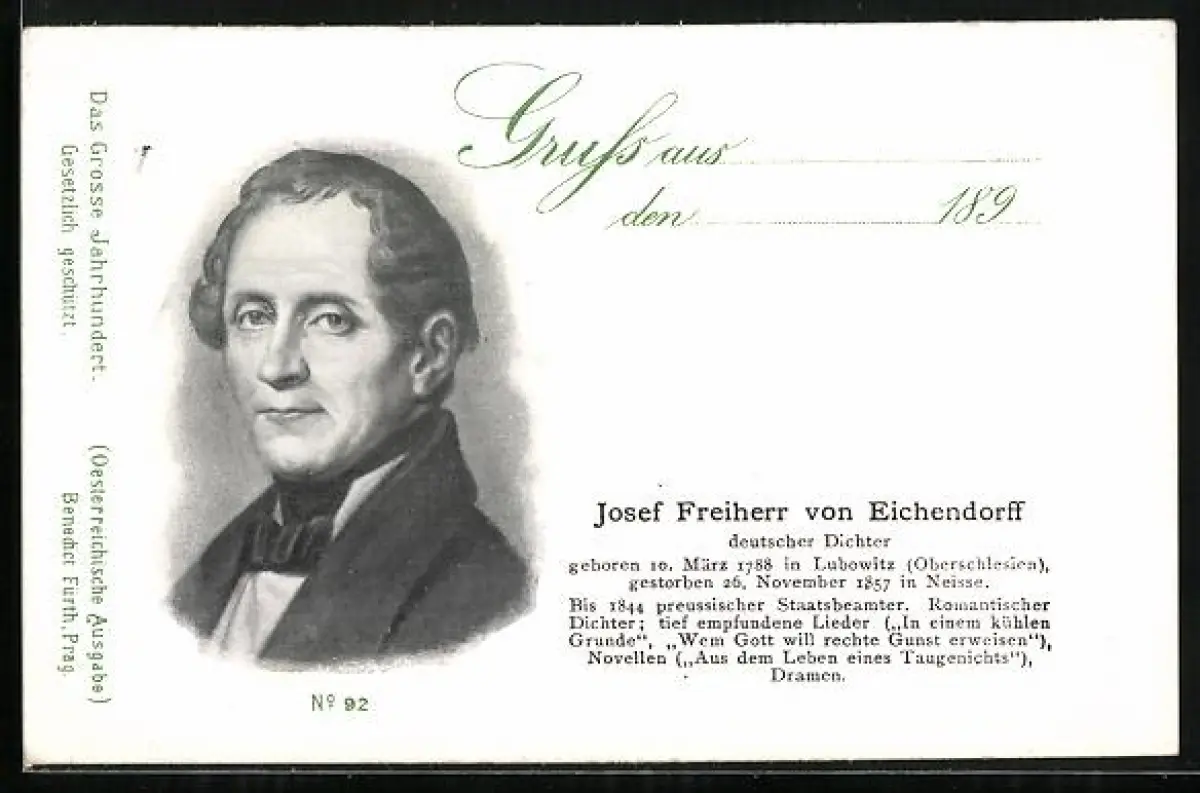 Gruss aus
den 189
Das Grosse Jahrhundert. (Oesterreichische Ausgabe)
Gesetzlich geschützt. Benedict Fürth, Prag.
Josef Freiherr von Eichendorff
deutscher Dichter
geboren 10. März 1788 in Lubowitz (Oberschlesien),
gestorben 26. November 1857 in Neisse.
Bis 1844 preussischer Staatsbeamter. Romantischer
Dichter; tief empfundene Lieder („In einem kühlen
Grunde“, „Wem Gott will rechte Gunst erweisen“),
Novellen („Aus dem Leben eines Taugenichts“),
Dramen.
Nº 92